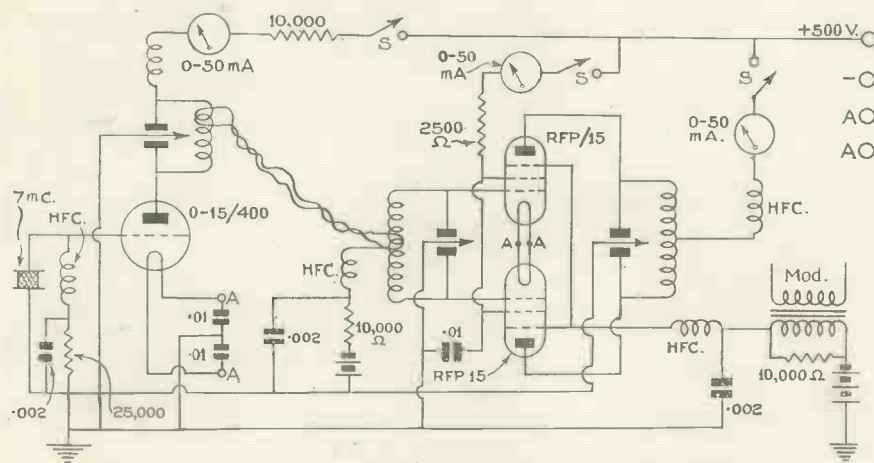 10,000
S
+500 V.
0-50 mA
0-50
mA
S
S
-
2500
Ω
RFP/15
0-50
mA.
A
A
7 mc.
HFC.
0-15/400
HFC.
A A
A
HFC.
Mod.
.01
.01
.002
10,000
Ω
.01
A
RFP 15
HFC.
10,000 Ω
.002
25,000
.002